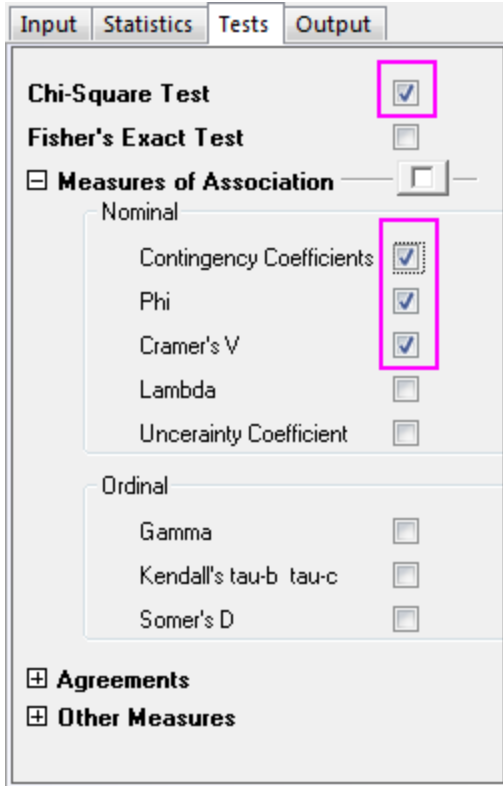 Input Statistics Tests Output
Chi-Square Test
Fisher's Exact Test
Measures of Association
Nominal
Contingency Coefficients
Phi
Cramer's V
Lambda
Uncerainty Coefficient
Ordinal
Gamma
Kendall's tau-b tau-c
Somer's D
Agreements
Other Measures